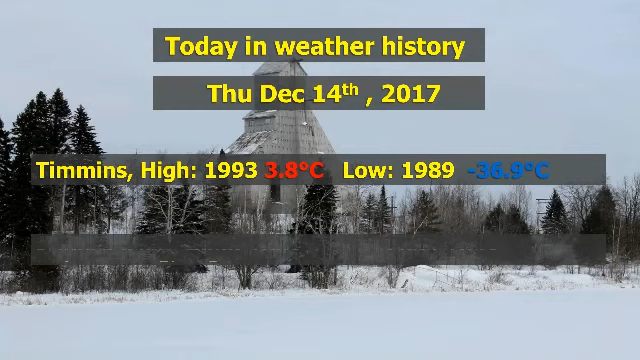 Today in weather history
Thu Dec 14th , 2017
Timmins, High: 1993 3.8°C Low: 1989 -36.9°C